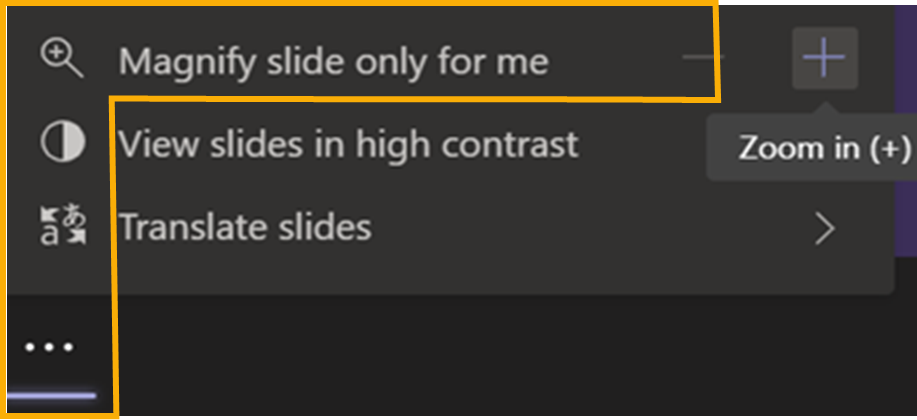 Magnify slide only for me
View slides in high contrast
Zoom in (+)
Translate slides